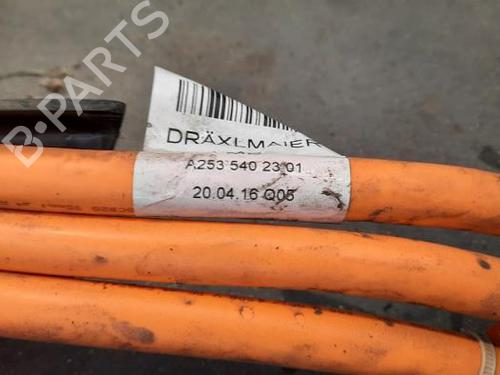 DRÄXLMAIER
A253 540 23 01
20.04.16 Q05
B-PARTS